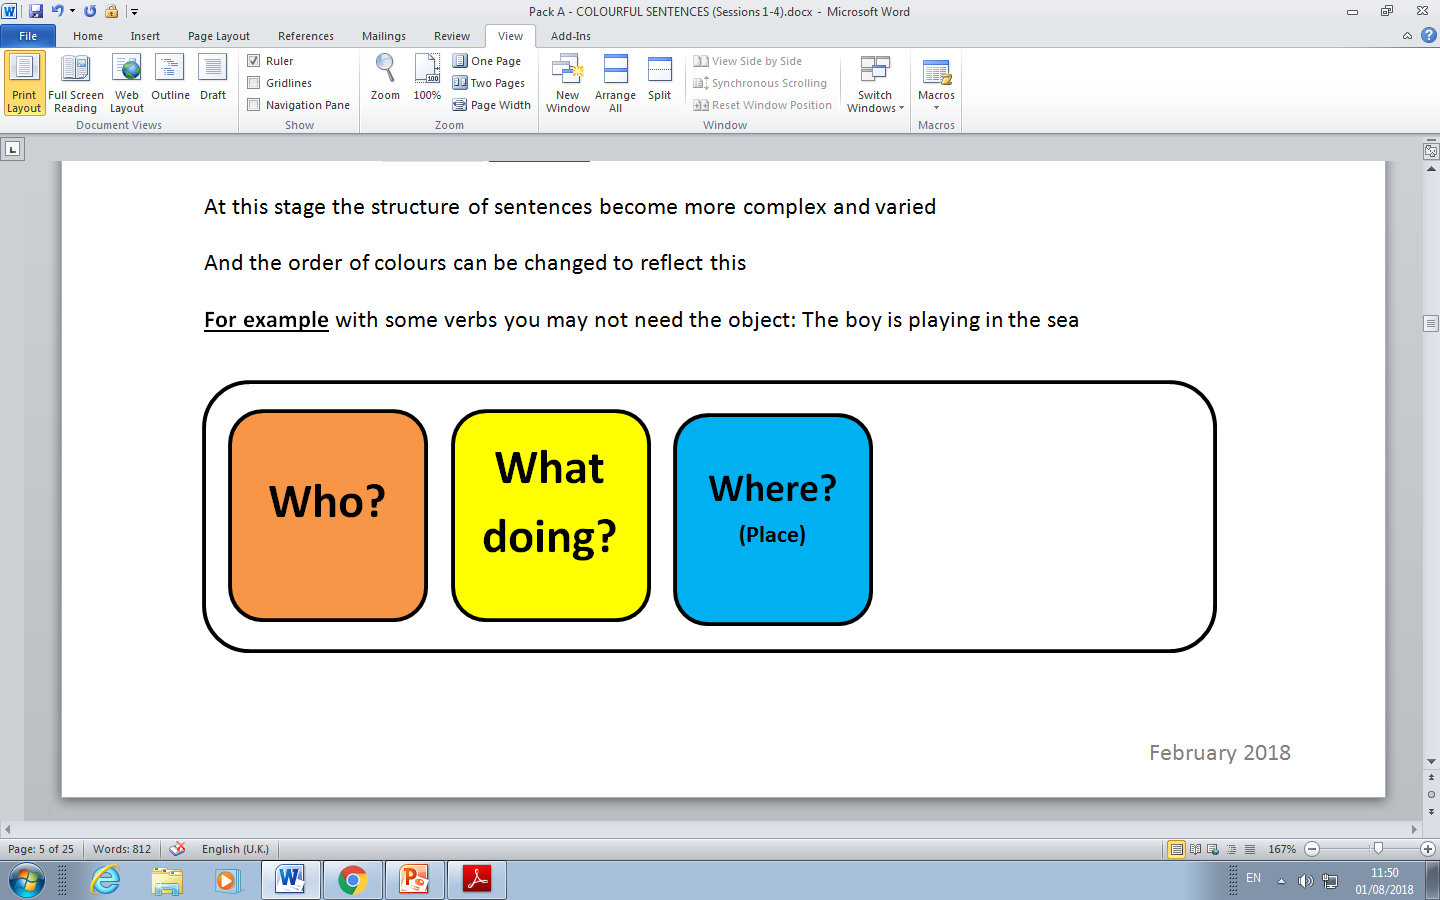 Pack A - COLOURFUL SENTENCES (Sessions 1-4).docx - Microsoft Word
File Home Insert Page Layout References Mailings Review View Add-Ins
Print Layout
Full Screen Reading
Web Layout
Outline
Draft
Document Views
Ruler
Gridlines
Navigation Pane
Show
Zoom
100%
One Page
Two Pages
Page Width
Zoom
New Window
Arrange All
Split
View Side by Side
Synchronous Scrolling
Reset Window Position
Window
Switch Windows
Macros
Macros
At this stage the structure of sentences become more complex and varied
And the order of colours can be changed to reflect this
For example with some verbs you may not need the object: The boy is playing in the sea
Who?
What
doing?
Where?
(Place)
February 2018
Page: 5 of 25 Words: 812 English (U.K.) 167%
EN 11:50
01/08/2018